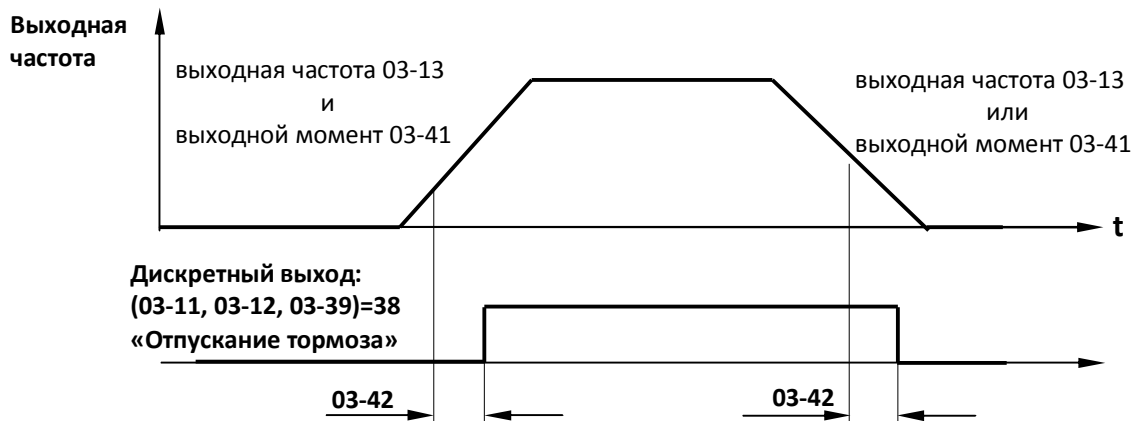 Выходная
частота
выходная частота 03-13
и
выходной момент 03-41
выходная частота 03-13
или
выходной момент 03-41
t
Дискретный выход:
(03-11, 03-12, 03-39)=38
«Отпускание тормоза»
03-42
03-42